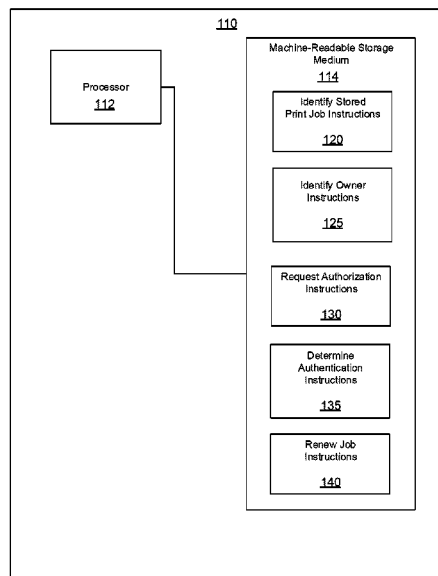 110
Processor
112
Machine-Readable Storage
Medium
114
Identify Stored
Print Job Instructions
120
Identify Owner
Instructions
125
Request Authorization
Instructions
130
Determine
Authentication
Instructions
135
Renew Job
Instructions
140